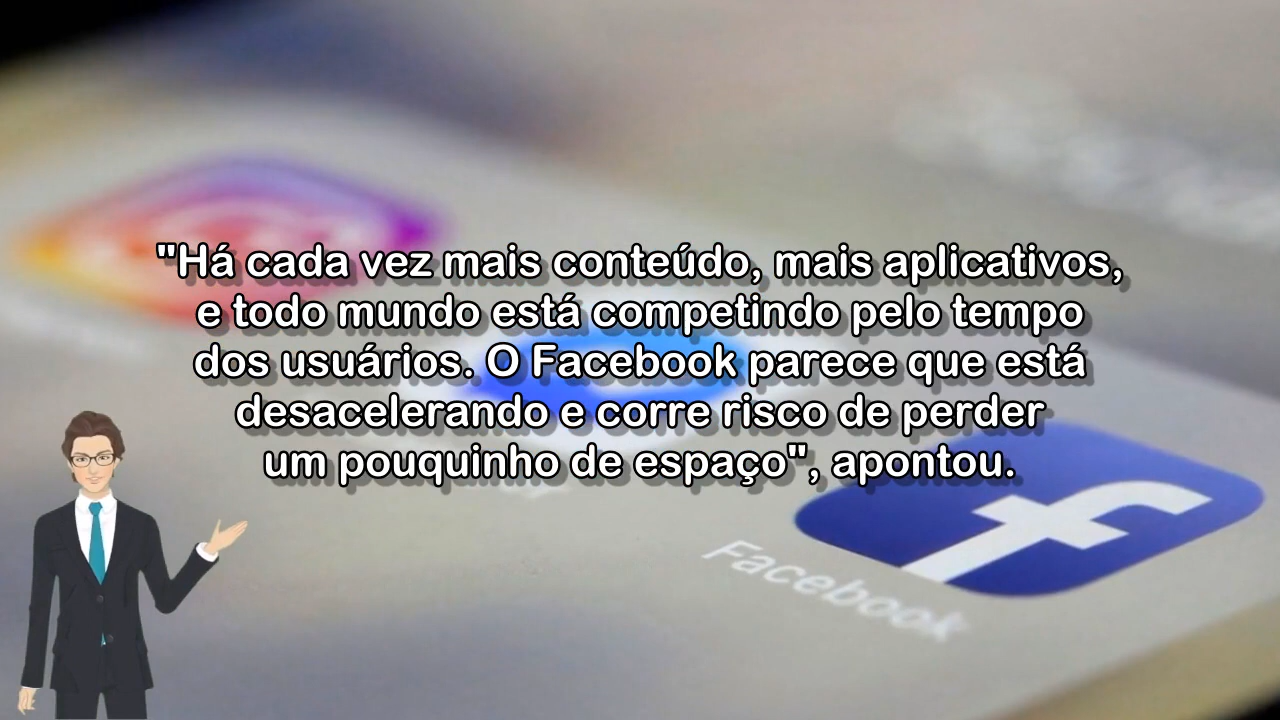 "Há cada vez mais conteúdo, mais aplicativos,
e todo mundo está competindo pelo tempo
dos usuários. O Facebook parece que está
desacelerando e corre risco de perder
um pouquinho de espaço", apontou.
Facebook